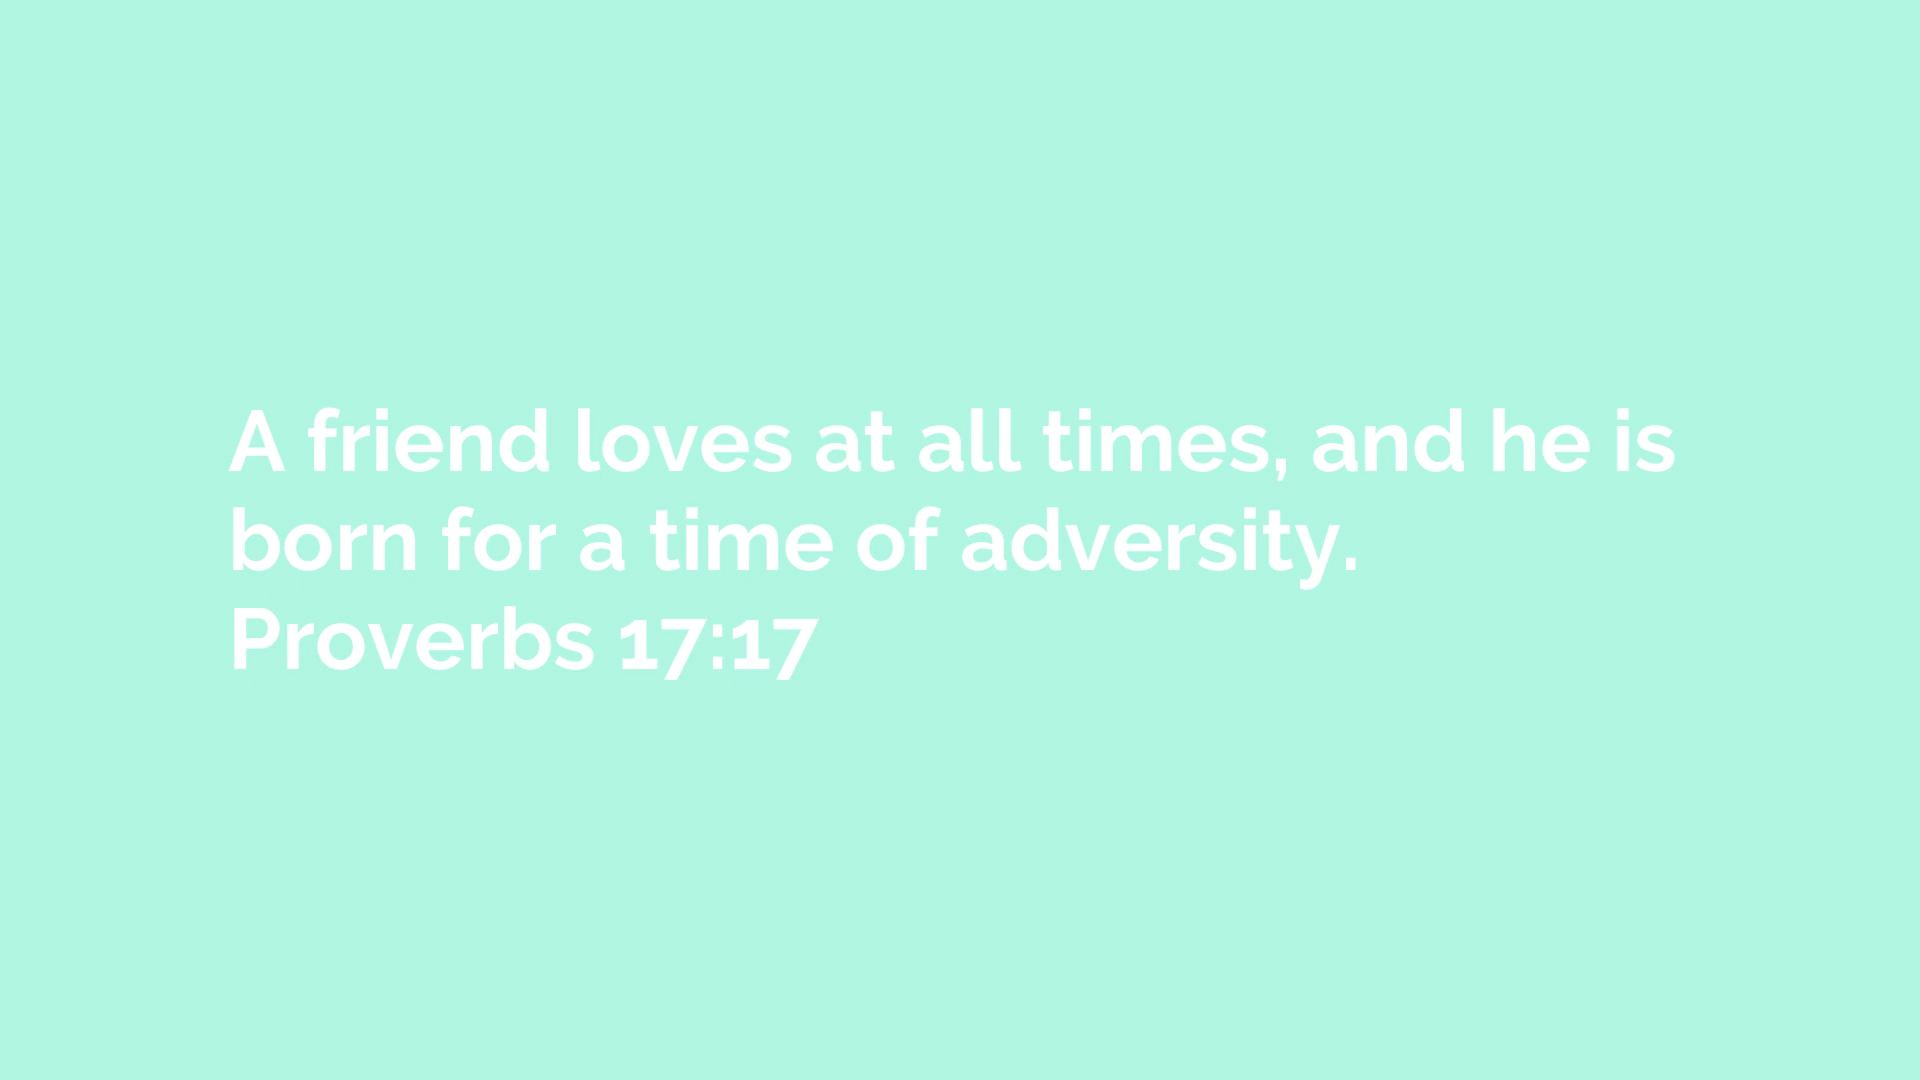 A friend loves at all times, and he is
born for a time of adversity.
Proverbs 17:17